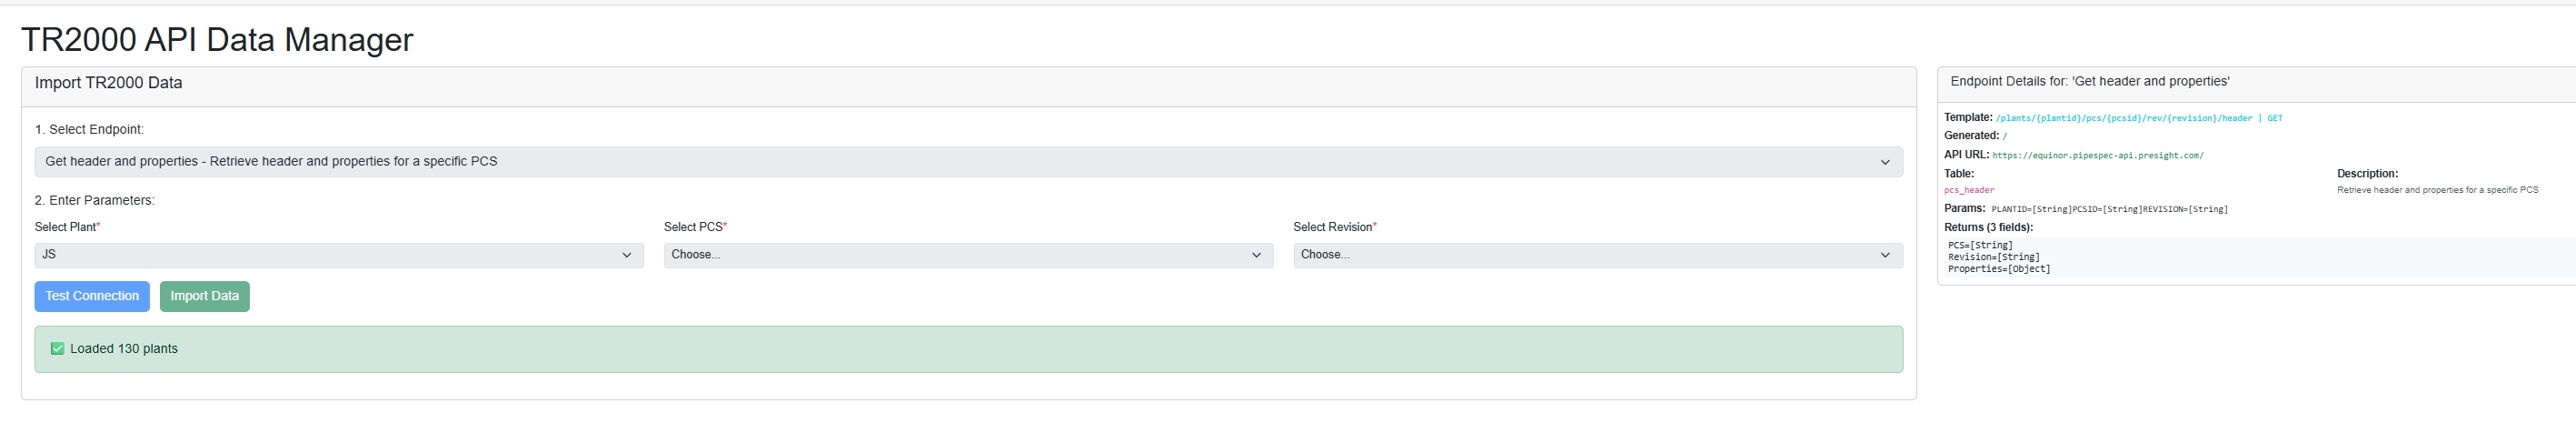 TR2000 API Data Manager
Import TR2000 Data
1. Select Endpoint:
Get header and properties - Retrieve header and properties for a specific PCS
2. Enter Parameters:
Select Plant* Select PCS* Select Revision*
JS Choose... Choose...
Test Connection Import Data
✅ Loaded 130 plants
Endpoint Details for: 'Get header and properties'
Template: /plants/{plantid}/pcs/{pcsid}/rev/{revision}/header | GET
Generated: /
API URL: https://equinor.pipespec-api.presight.com/
Table: Description:
pcs_header Retrieve header and properties for a specific PCS
Params: PLANTID=[String]PCSID=[String]REVISION=[String]
Returns (3 fields):
PCS=[String]
Revision=[String]
Properties=[Object]